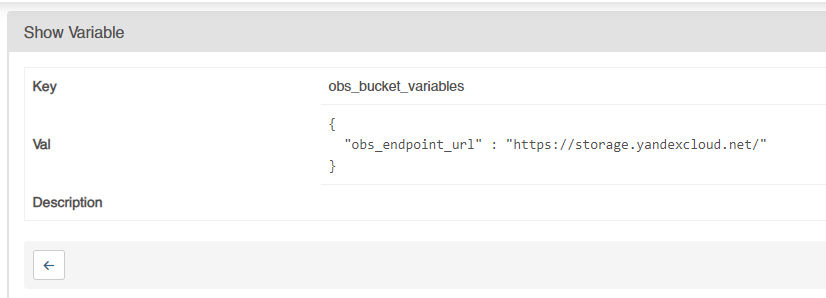 Show Variable
Key obs_bucket_variables
Val
{
"obs_endpoint_url" : "https://storage.yandexcloud.net/"
}
Description